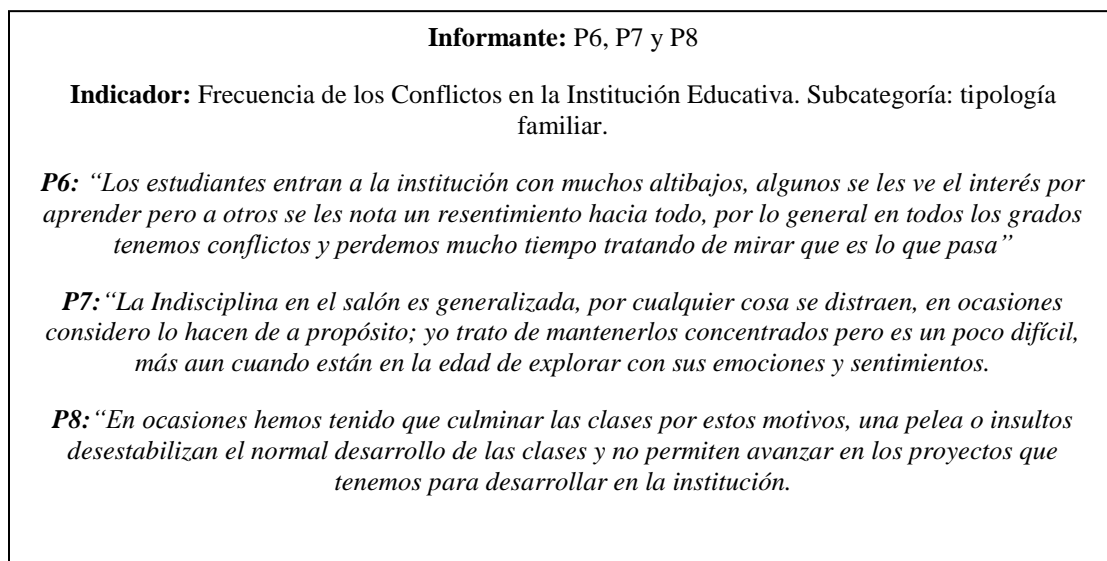 Informante: P6, P7 y P8
Indicador: Frecuencia de los Conflictos en la Institución Educativa. Subcategoría: tipología
familiar.
P6: “Los estudiantes entran a la institución con muchos altibajos, algunos se les ve el interés por
aprender pero a otros se les nota un resentimiento hacia todo, por lo general en todos los grados
tenemos conflictos y perdemos mucho tiempo tratando de mirar que es lo que pasa”
P7:“La Indisciplina en el salón es generalizada, por cualquier cosa se distraen, en ocasiones
considero lo hacen de a propósito; yo trato de mantenerlos concentrados pero es un poco difícil,
más aun cuando están en la edad de explorar con sus emociones y sentimientos.
P8:“En ocasiones hemos tenido que culminar las clases por estos motivos, una pelea o insultos
desestabilizan el normal desarrollo de las clases y no permiten avanzar en los proyectos que
tenemos para desarrollar en la institución.